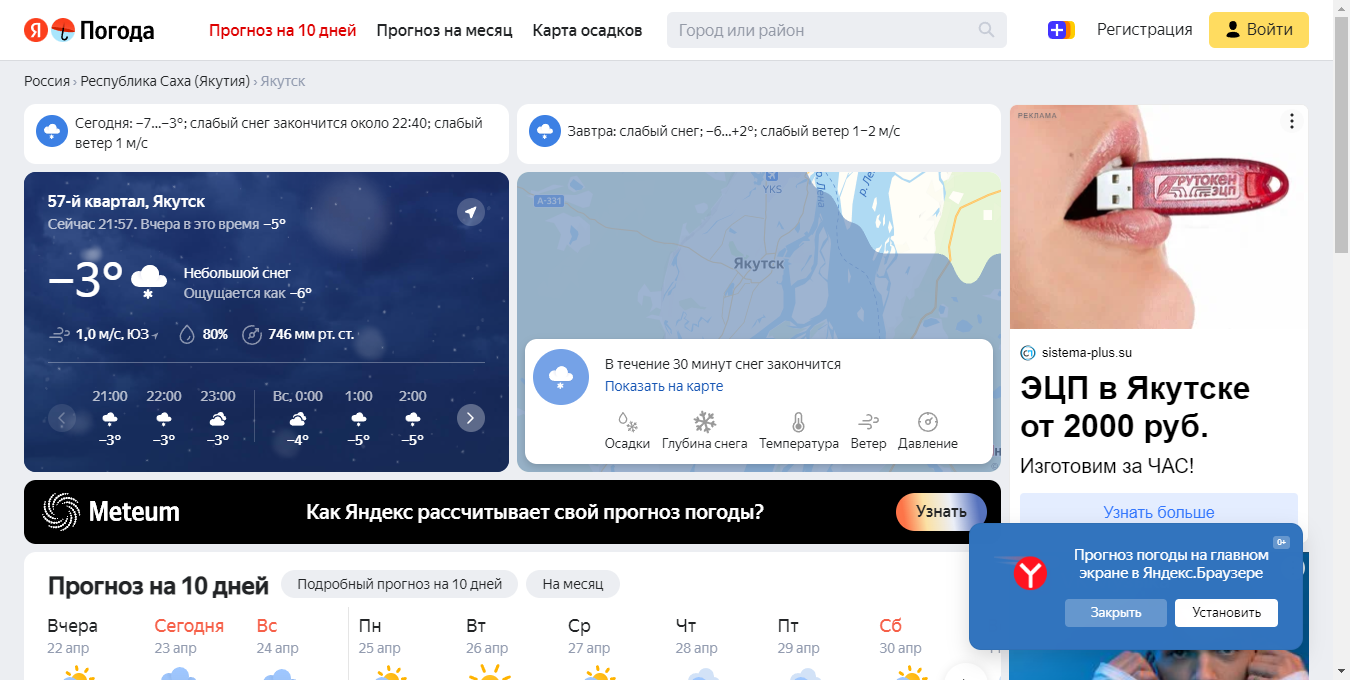 Я Погода
Прогноз на 10 дней
Прогноз на месяц
Карта осадков
Город или район
Регистрация
Войти
Россия › Республика Саха (Якутия) › Якутск
Сегодня: −7...−3°; слабый снег закончится около 22:40; слабый
ветер 1 м/с
Завтра: слабый снег; −6...+2°; слабый ветер 1−2 м/с
57-й квартал, Якутск
Сейчас 21:57. Вчера в это время −5°
−3°
Небольшой снег
Ощущается как −6°
1,0 м/с, ЮЗ
80%
746 мм рт. ст.
21:00 22:00 23:00 Вс, 0:00 1:00 2:00
−3° −3° −3° −4° −5° −5°
YKS
А-331
р. Лена
Якутск
В течение 30 минут снег закончится
Показать на карте
Осадки Глубина снега Температура Ветер Давление
РЕКЛАМА
РУТОКЕН
ЭЦП
sistema-plus.su
ЭЦП в Якутске
от 2000 руб.
Изготовим за ЧАС!
Узнать больше
Meteum
Как Яндекс рассчитывает свой прогноз погоды?
Узнать
0+
Прогноз погоды на главном
экране в Яндекс.Браузере
Закрыть
Установить
Прогноз на 10 дней
Подробный прогноз на 10 дней
На месяц
Вчера Сегодня Вс Пн Вт Ср Чт Пт Сб
22 апр 23 апр 24 апр 25 апр 26 апр 27 апр 28 апр 29 апр 30 апр